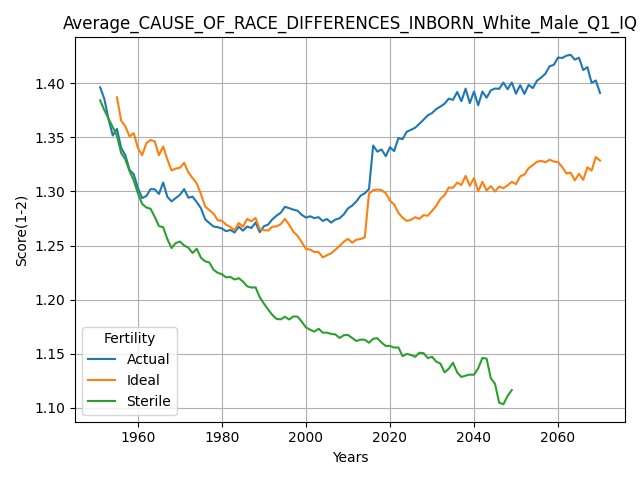 Average_CAUSE_OF_RACE_DIFFERENCES_INBORN_White_Male_Q1_IQ
Score(1-2)
1.40
1.35
1.30
1.25
1.20
1.15
1.10
Fertility
Actual
Ideal
Sterile
1960
1980
2000
2020
2040
2060
Years